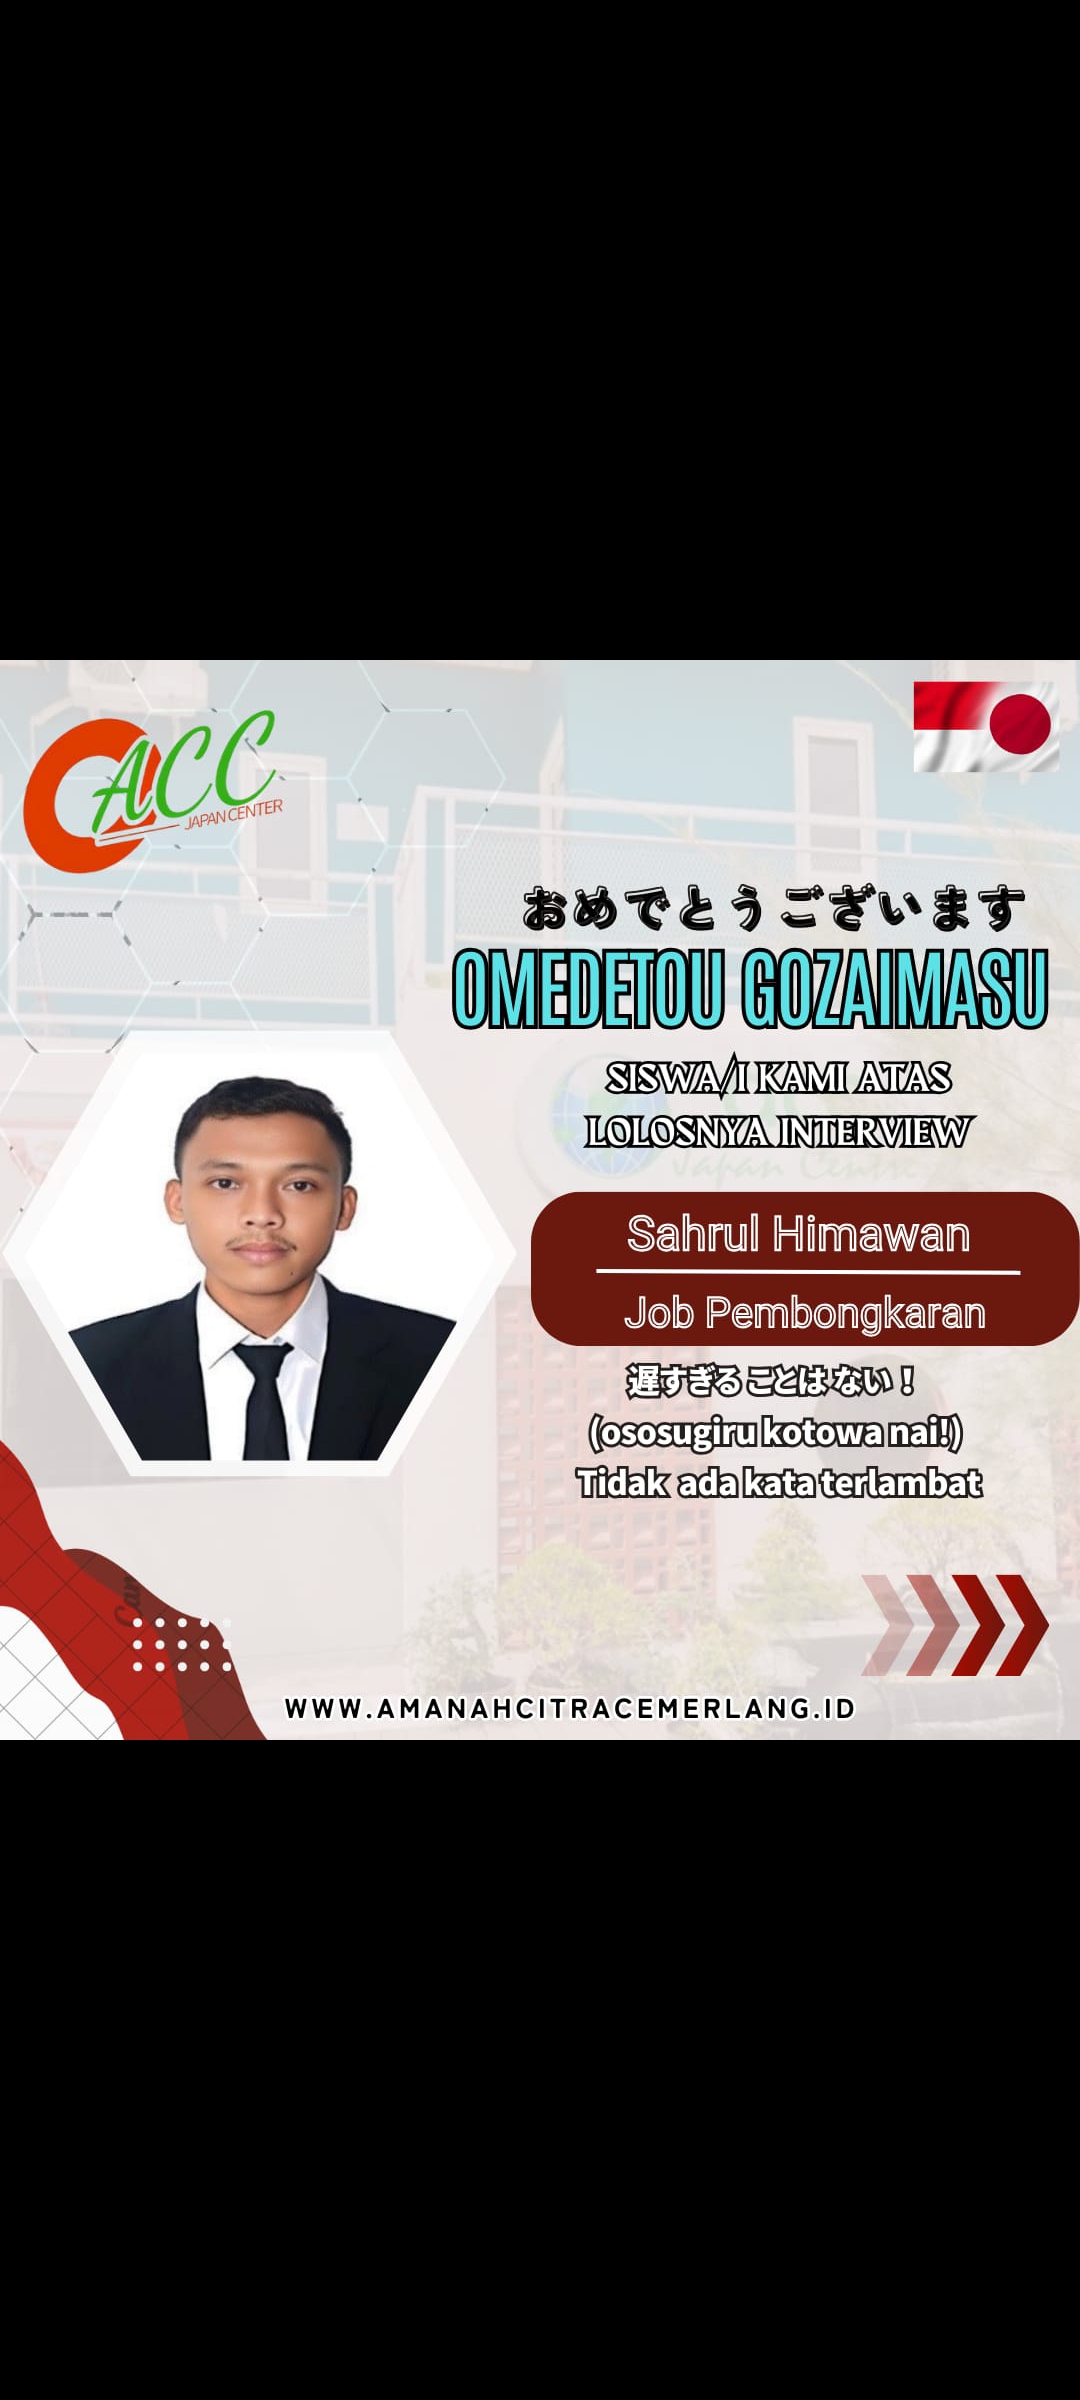 ACC
JAPAN CENTER
おめでとうございます
OMEDETOU GOZAIMASU
SISWA/I KAMI ATAS
LOLOSNYA INTERVIEW
Japan
Sahrul Himawan
Job Pembongkaran
遅すぎることはない！
(ososugiru kotowa nai!)
Tidak ada kata terlambat
WWW.AMANAHCITRACEMERLANG.ID